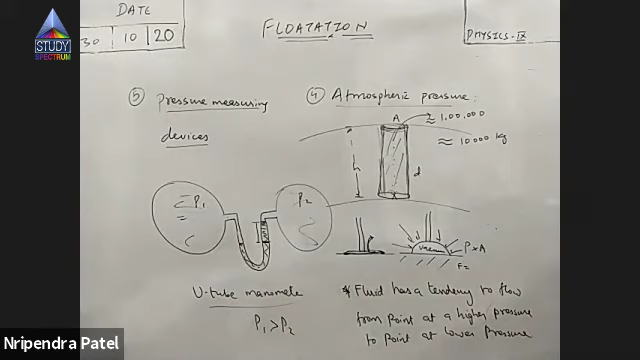 DATE
30 10 20
STUDY
SPECTRUM
FLOATATION
PHYSICS-IX
⑤ Pressure measuring
devices
④ Atmospheric pressure:
A
≈ 1,00,000
≈ 10000 kg
h
d
P1
P2
vacuum
P×A
F=
U-tube manomete
P1>P2
* Fluid has a tendency to flow
from Point at a higher pressure
to Point at Lower Pressure
Nripendra Patel